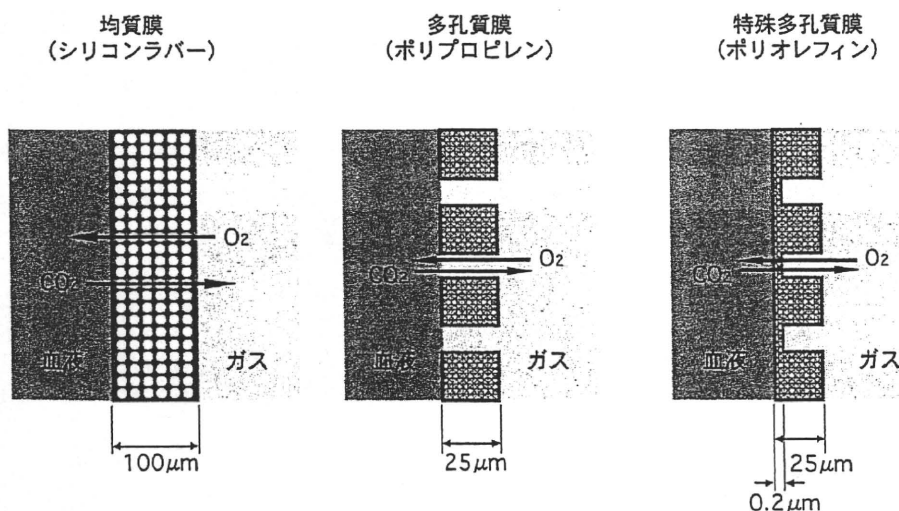 均質膜
(シリコンラバー)
O₂
CO₂
血液
ガス
100μm
多孔質膜
(ポリプロピレン)
O₂
CO₂
血液
ガス
25μm
特殊多孔質膜
(ポリオレフィン)
O₂
CO₂
血液
ガス
25μm
0.2μm